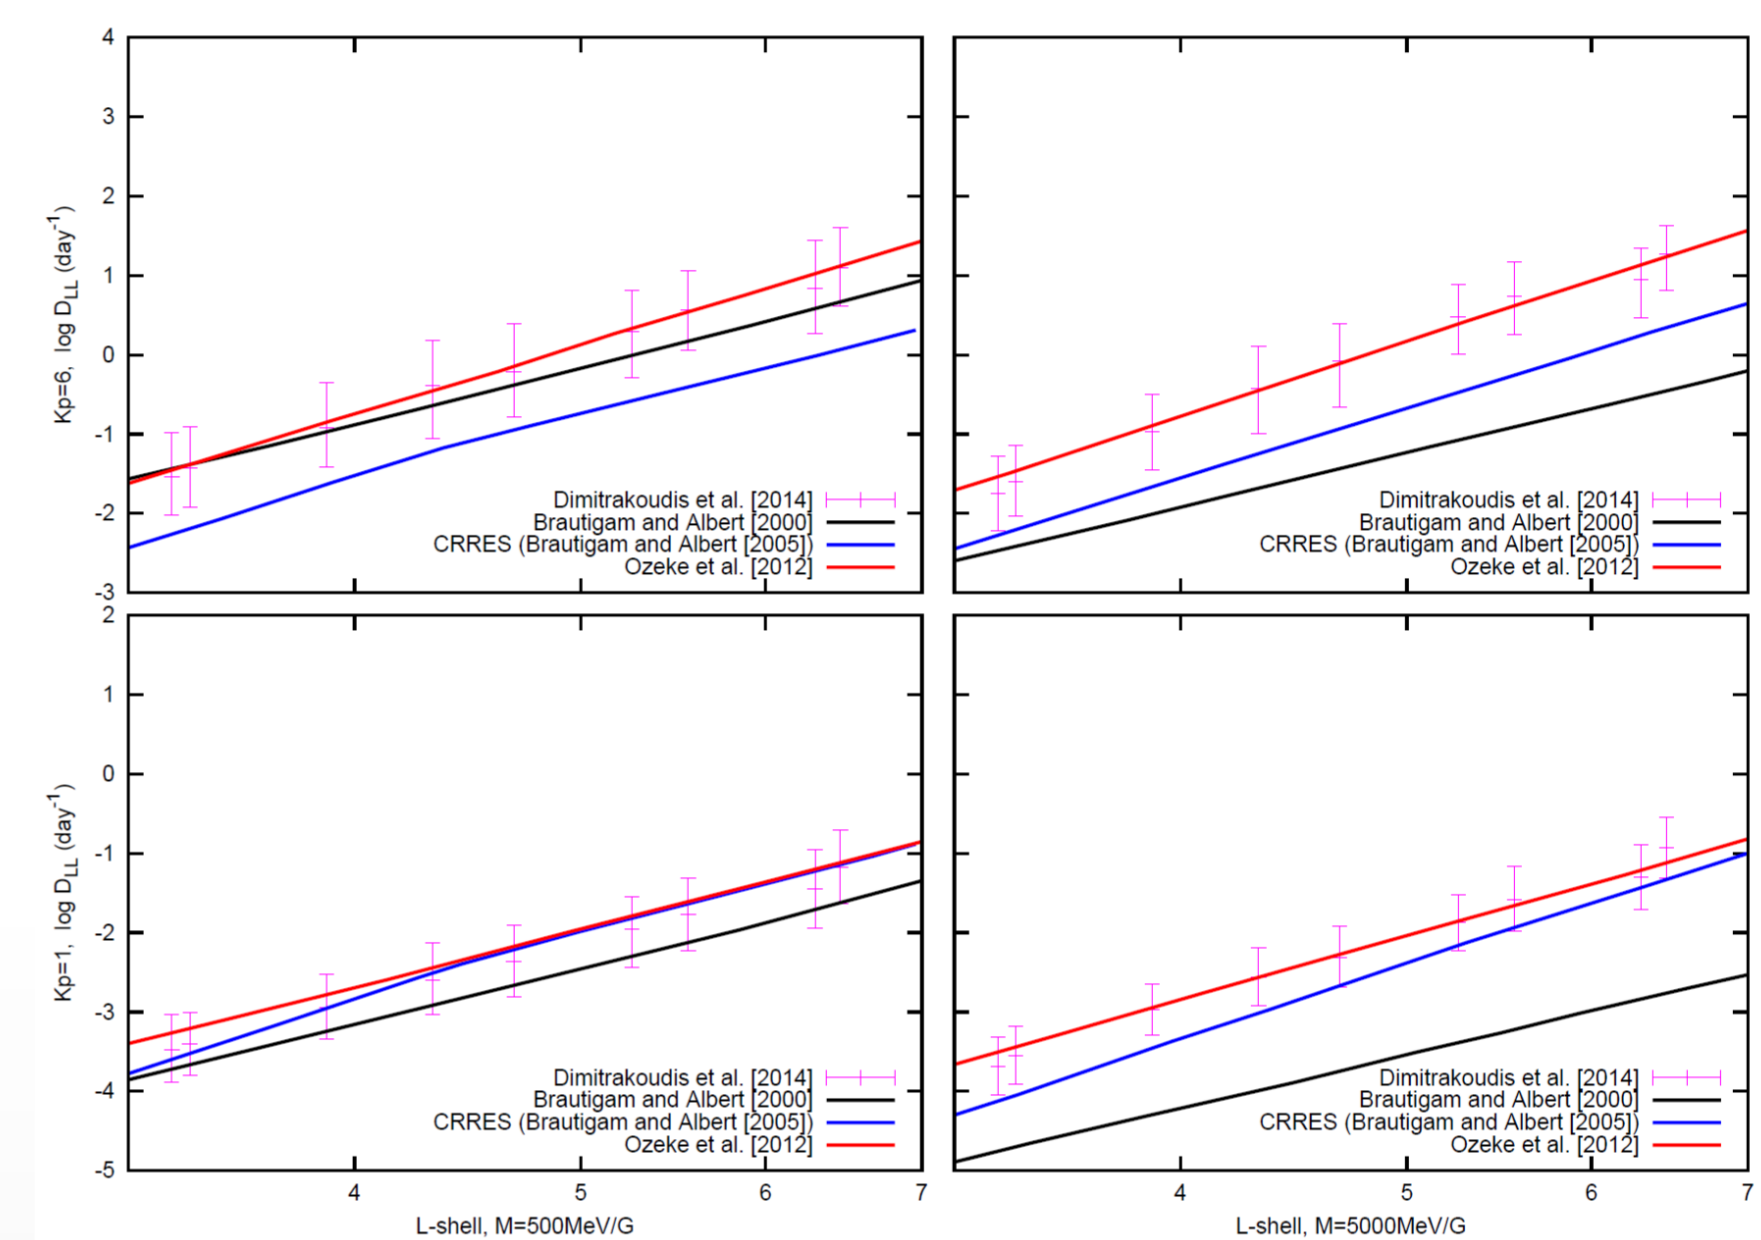 4
3
2
1
0
-1
-2
-3
Kp=6, log D_LL (day^-1)
Dimitrakoudis et al. [2014]
Brautigam and Albert [2000]
CRRES (Brautigam and Albert [2005])
Ozeke et al. [2012]
Dimitrakoudis et al. [2014]
Brautigam and Albert [2000]
CRRES (Brautigam and Albert [2005])
Ozeke et al. [2012]
2
1
0
-1
-2
-3
-4
-5
Kp=1, log D_LL (day^-1)
Dimitrakoudis et al. [2014]
Brautigam and Albert [2000]
CRRES (Brautigam and Albert [2005])
Ozeke et al. [2012]
Dimitrakoudis et al. [2014]
Brautigam and Albert [2000]
CRRES (Brautigam and Albert [2005])
Ozeke et al. [2012]
4 5 6 7
4 5 6 7
L-shell, M=500MeV/G
L-shell, M=5000MeV/G